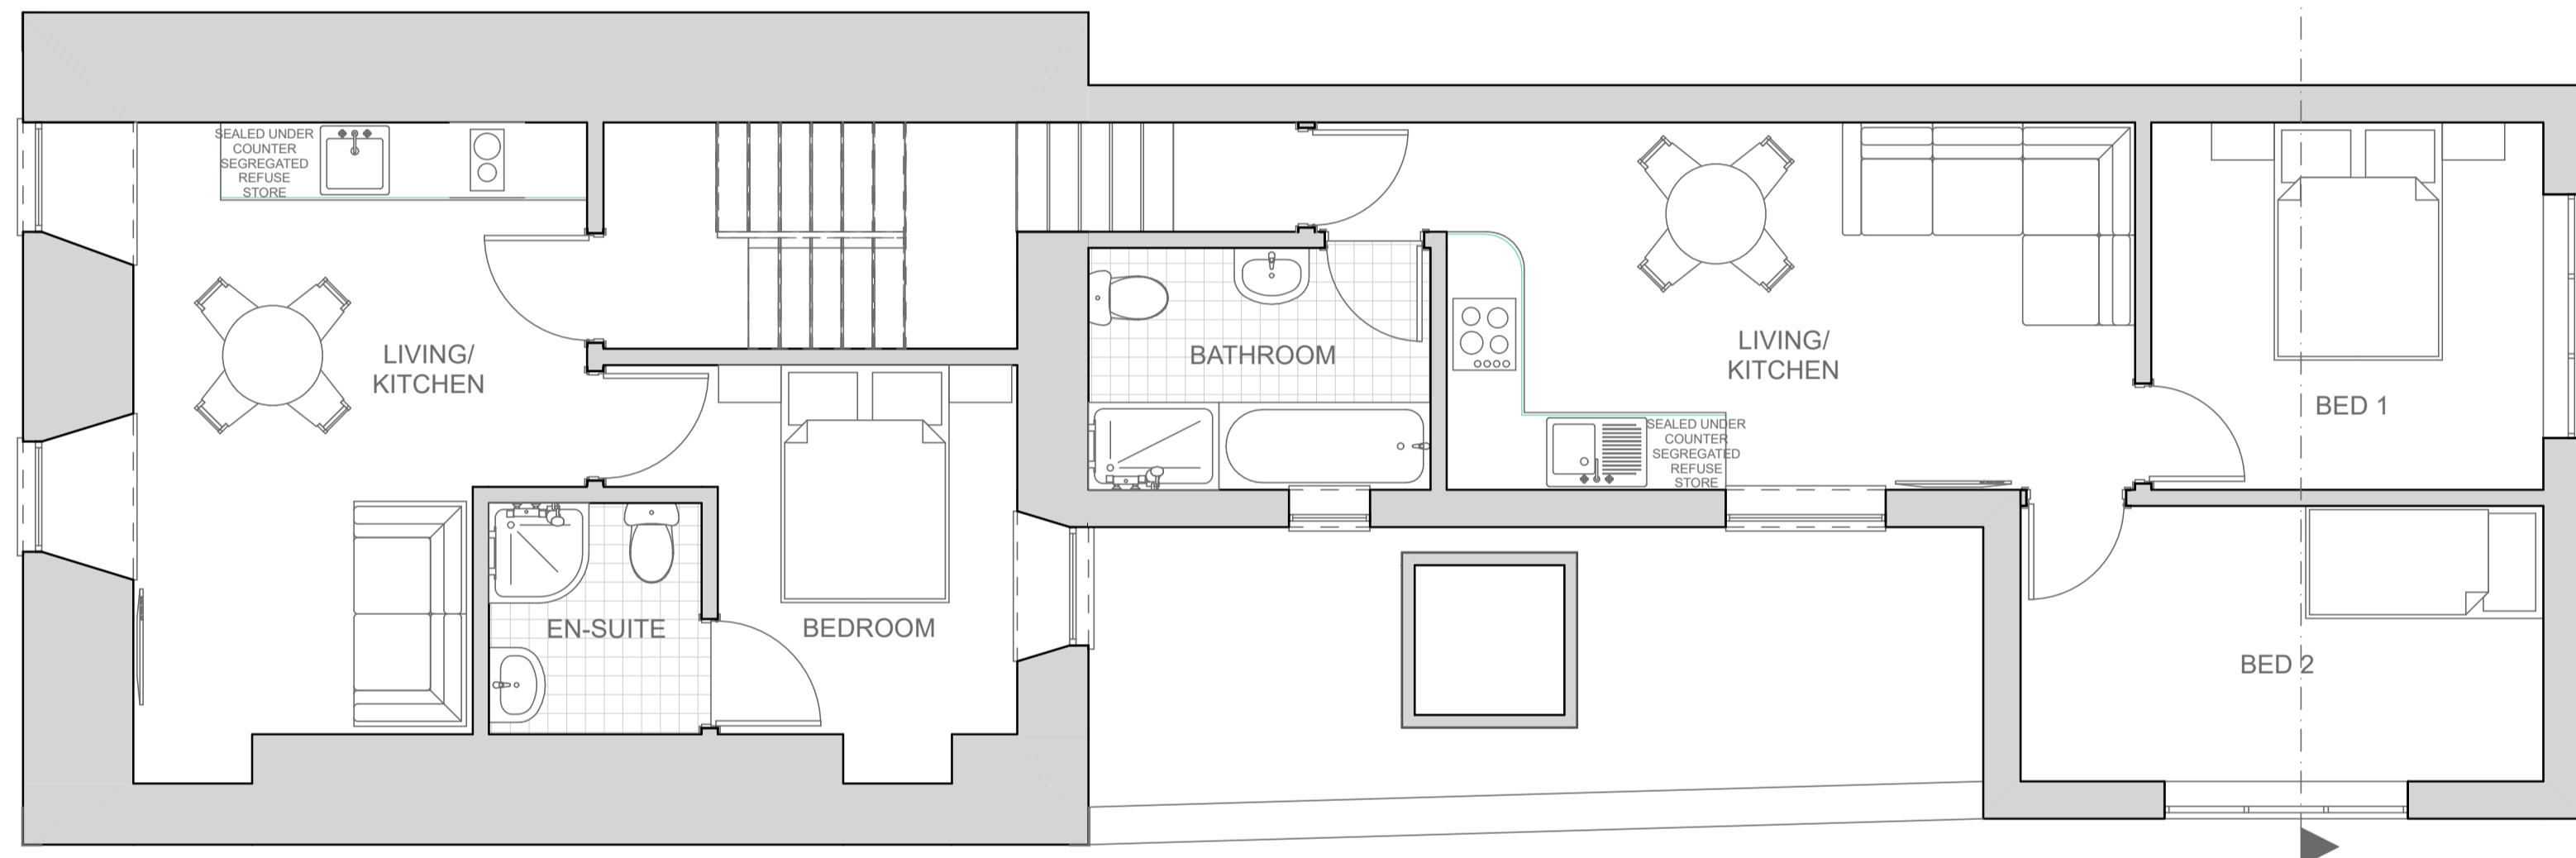 SEALED UNDER
COUNTER
SEGREGATED
REFUSE
STORE
LIVING/
KITCHEN
EN-SUITE
BEDROOM
BATHROOM
LIVING/
KITCHEN
SEALED UNDER
COUNTER
SEGREGATED
REFUSE
STORE
BED 1
BED 2